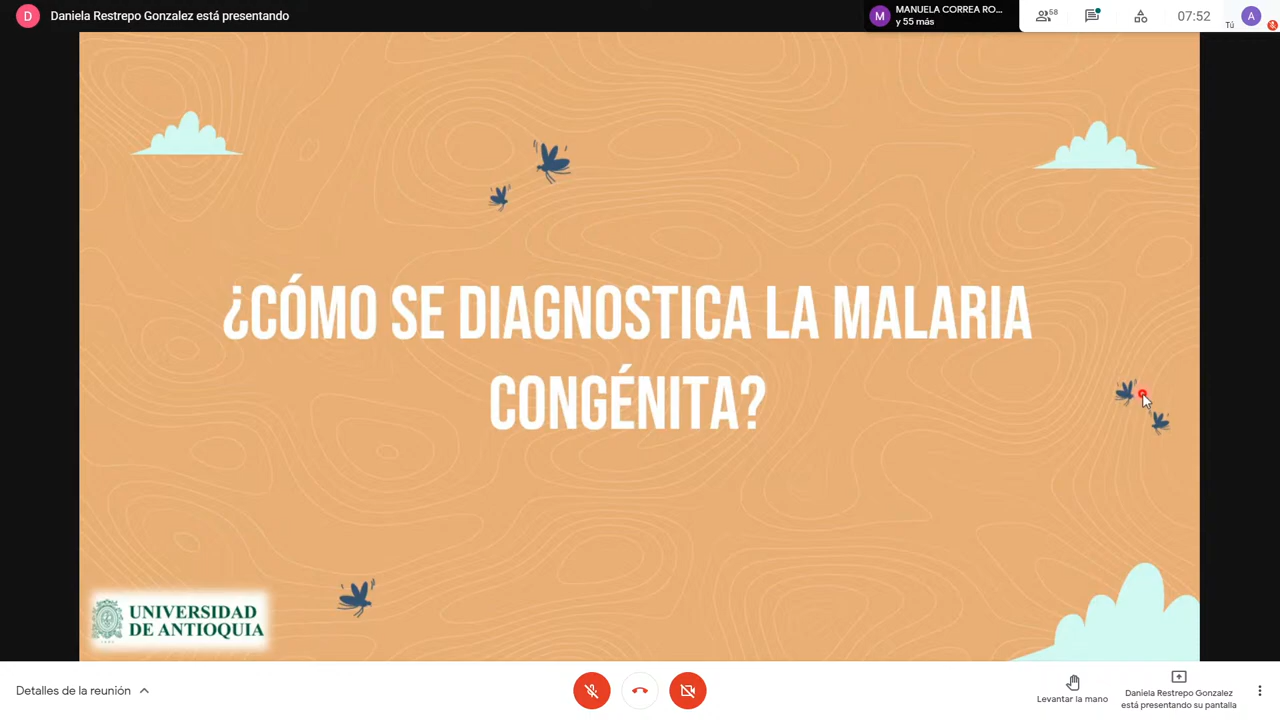 D Daniela Restrepo Gonzalez está presentando
M MANUELA CORREA RO...
y 55 más
58
07:52
Tú
A
¿CÓMO SE DIAGNOSTICA LA MALARIA
CONGÉNITA?
UNIVERSIDAD
DE ANTIOQUIA
Detalles de la reunión
Levantar la mano
Daniela Restrepo Gonzalez
está presentando su pantalla